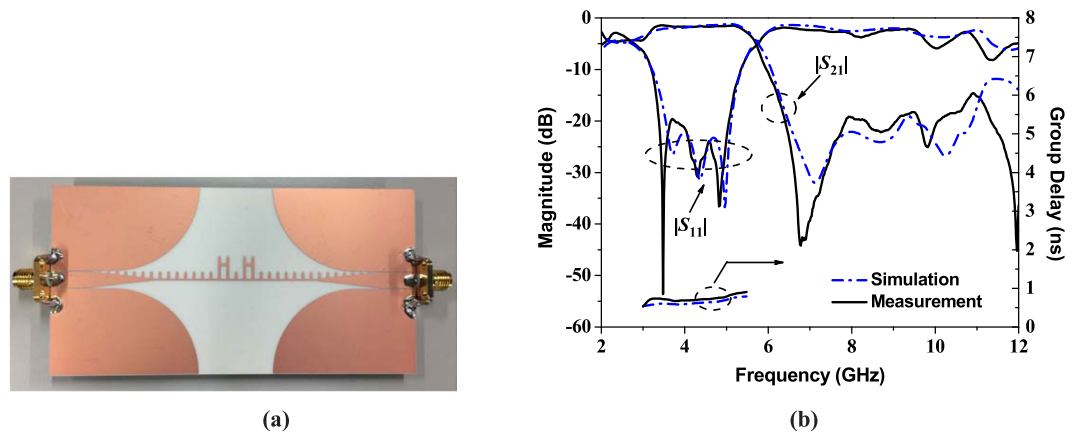 0
-10
-20
-30
-40
-50
-60
Magnitude (dB)
8
7
6
5
4
3
2
1
0
Group Delay (ns)
|S21|
|S11|
Simulation
Measurement
2
4
6
8
10
12
Frequency (GHz)
(a)
(b)